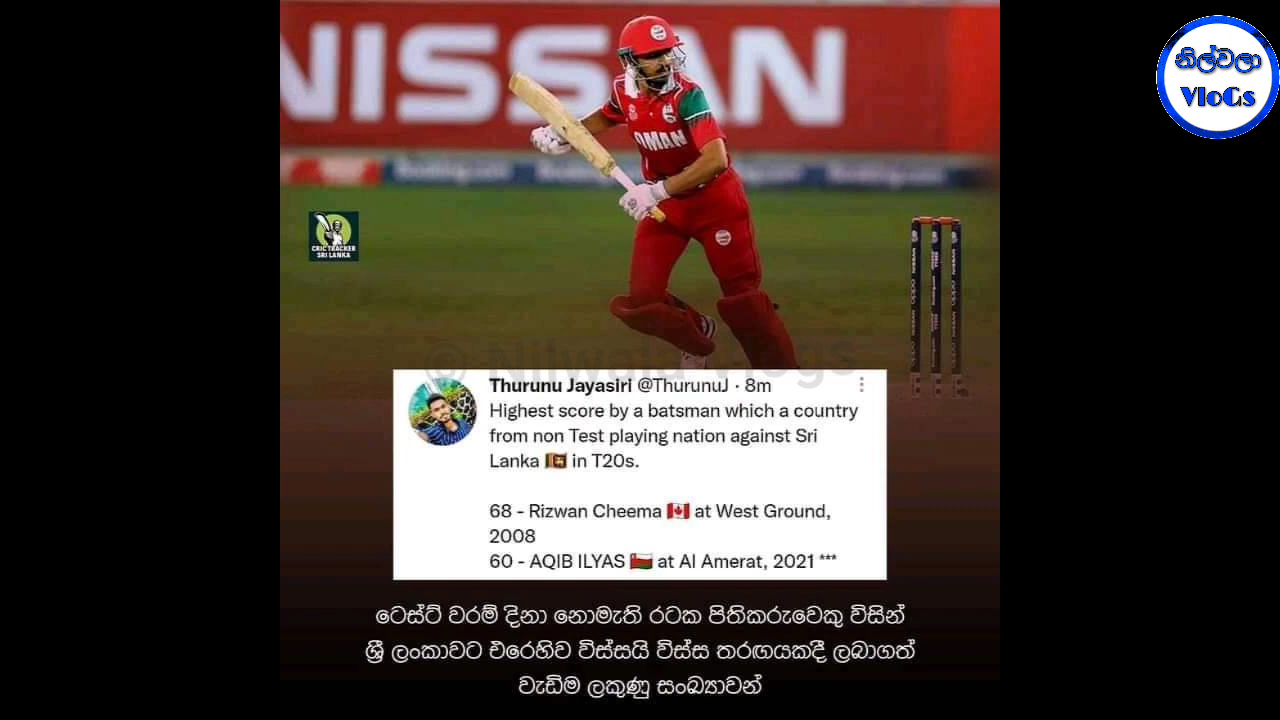 NISSAN
නිල්වලා
VloGs
OMAN
CRIC TRACKER
SRI LANKA
© Nilwala Vlogs
Thurunu Jayasiri @ThurunuJ · 8m
Highest score by a batsman which a country
from non Test playing nation against Sri
Lanka 🇱🇰 in T20s.
68 - Rizwan Cheema 🇨🇦 at West Ground,
2008
60 - AQIB ILYAS 🇴🇲 at Al Amerat, 2021 ***
ටෙස්ට් වරම් දිනා නොමැති රටක පිතිකරුවෙකු විසින්
ශ්‍රී ලංකාවට එරෙහිව විස්සයි විස්ස තරඟයකදී ලබාගත්
වැඩිම ලකුණු සංඛ්‍යාවන්